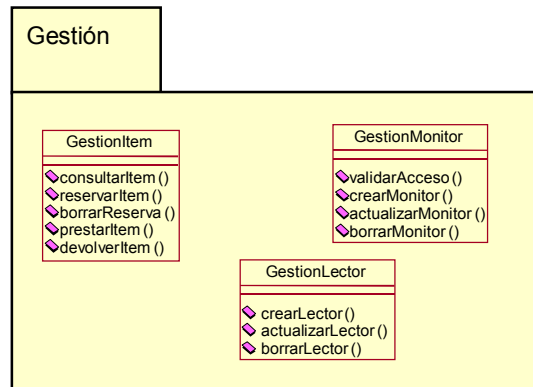 Gestión
GestionItem
consultarItem()
reservarItem()
borrarReserva()
prestarItem()
devolverItem()
GestionMonitor
validarAcceso()
crearMonitor()
actualizarMonitor()
borrarMonitor()
GestionLector
crearLector()
actualizarLector()
borrarLector()